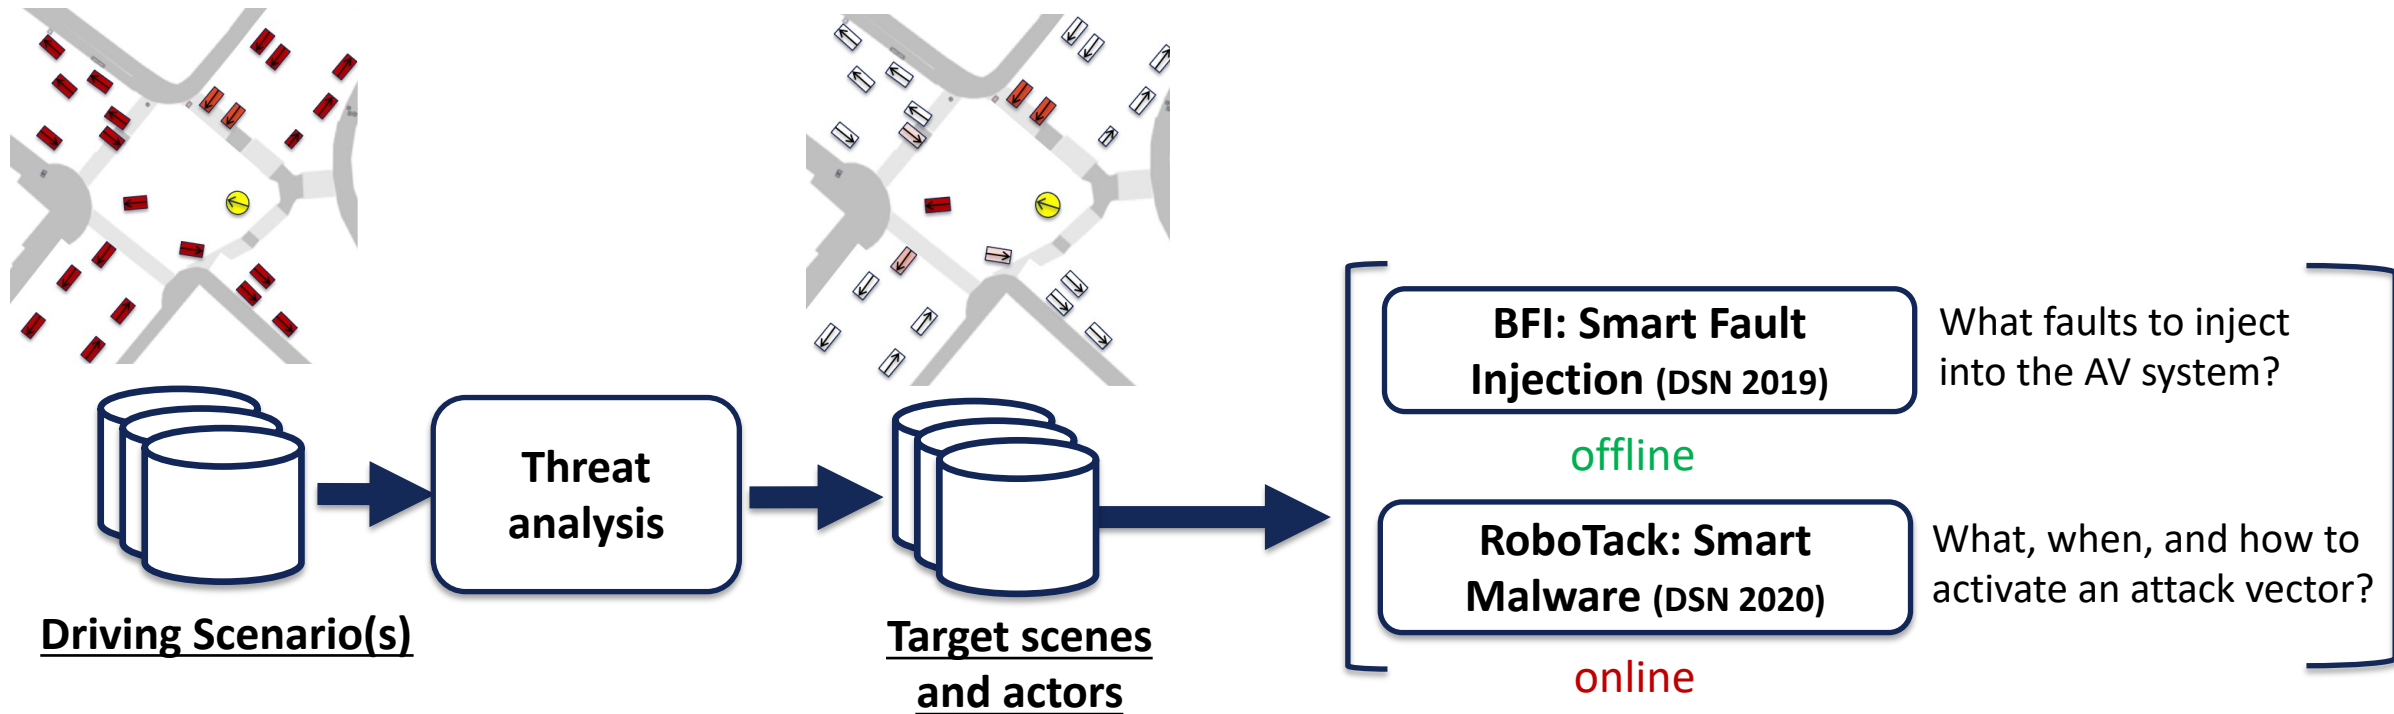 Driving Scenario(s)
Threat
analysis
Target scenes
and actors
BFI: Smart Fault
Injection (DSN 2019)
What faults to inject
into the AV system?
offline
RoboTack: Smart
Malware (DSN 2020)
What, when, and how to
activate an attack vector?
online